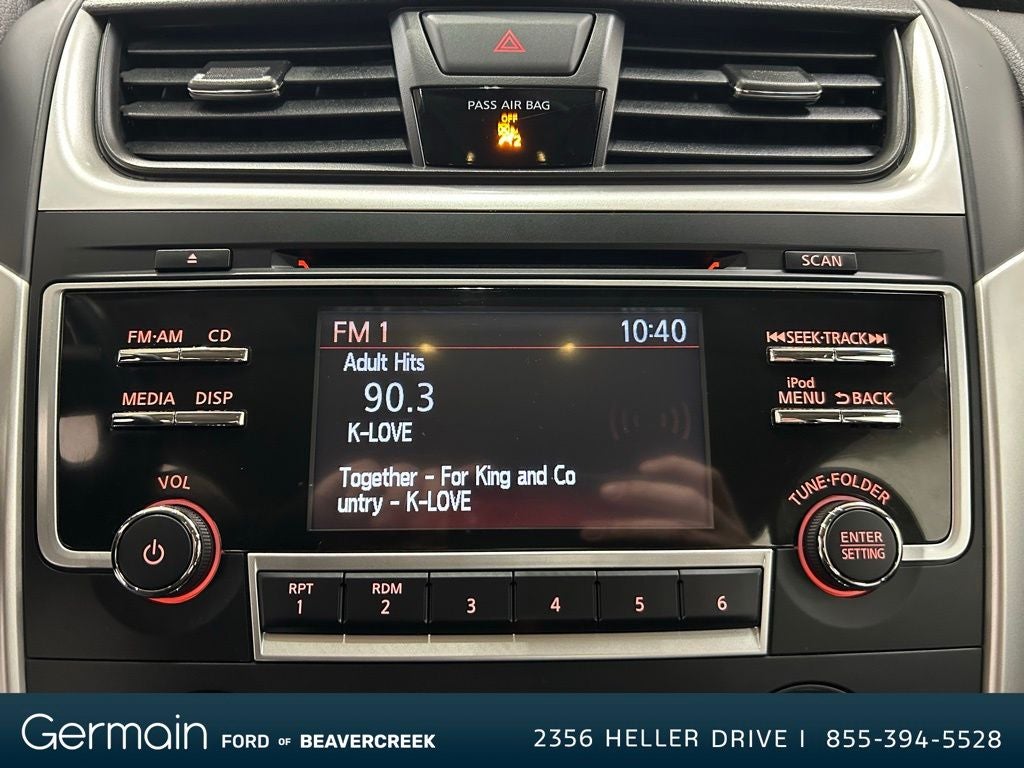 PASS AIR BAG
OFF
SCAN
FM·AM CD
MEDIA DISP
VOL
FM 1 10:40
Adult Hits
90.3
K-LOVE
Together - For King and Co
untry - K-LOVE
SEEK·TRACK
iPod
MENU BACK
TUNE·FOLDER
ENTER
SETTING
RPT RDM
1 2 3 4 5 6
Germain FORD OF BEAVERCREEK 2356 HELLER DRIVE | 855-394-5528